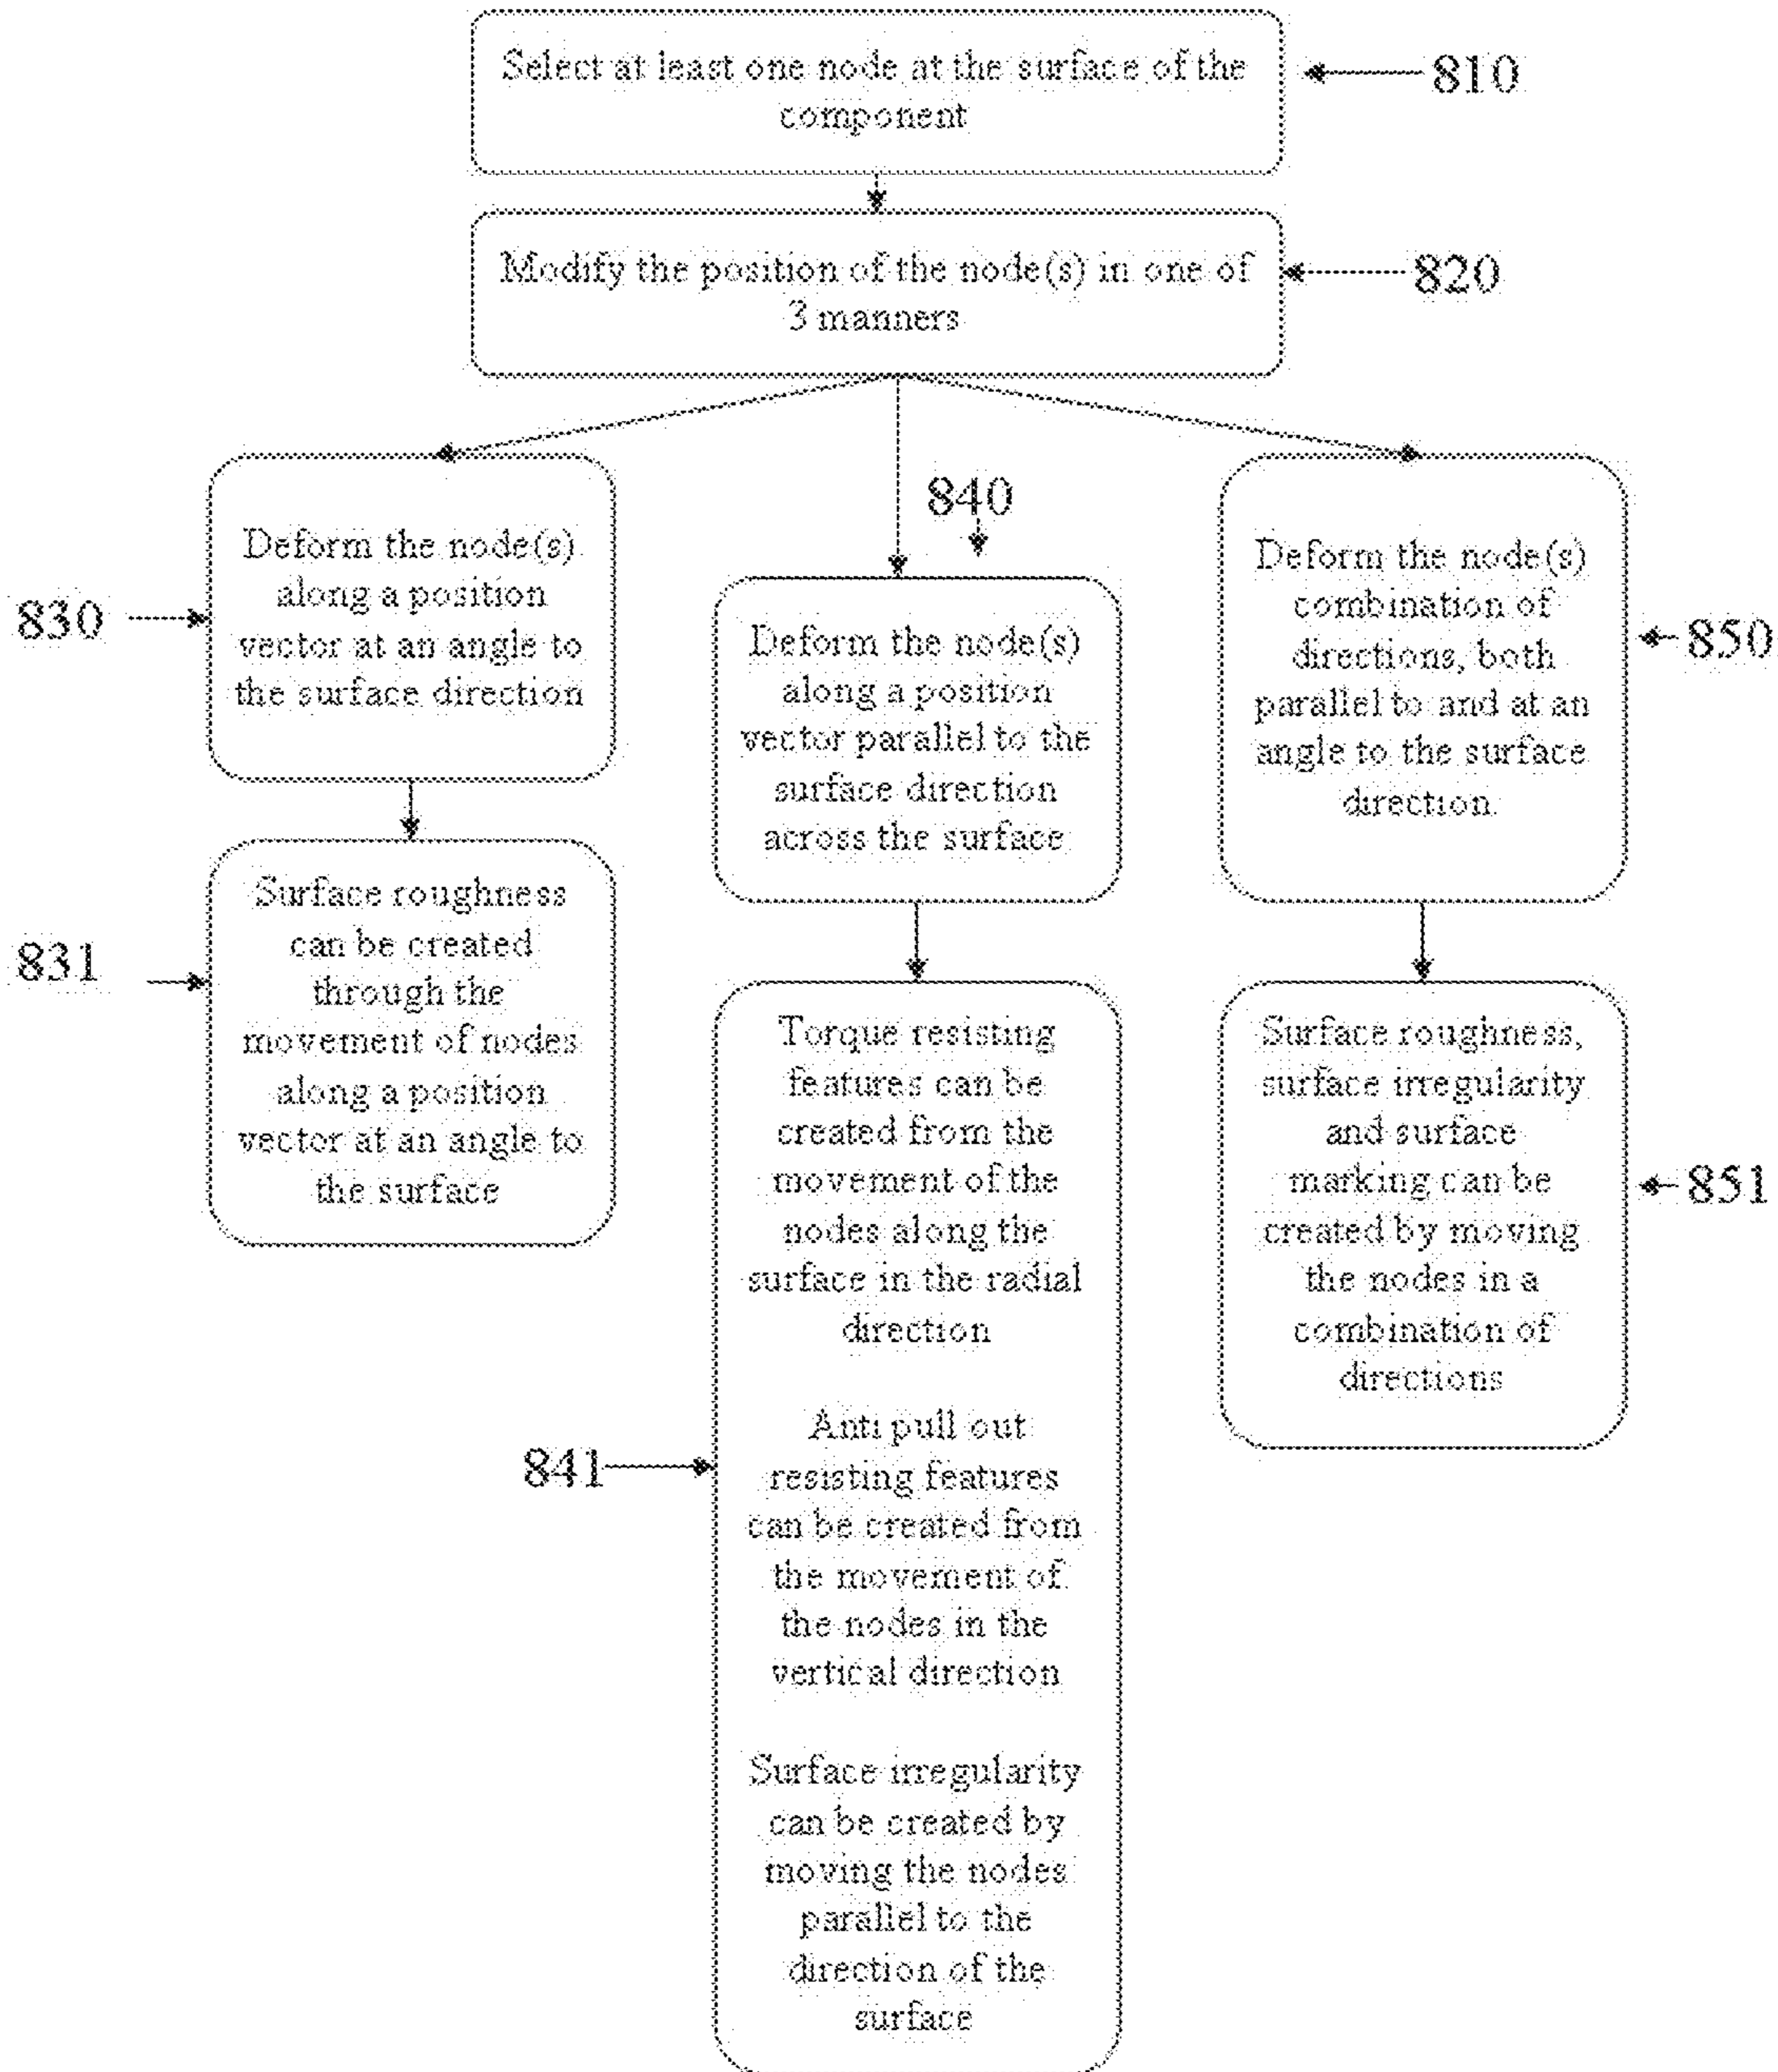 Select at least one node at the surface of the
component
810
Modify the position of the node(s) in one of
3 manners
820
Deform the node(s)
along a position
vector at an angle to
the surface direction
830
Surface roughness
can be created
through the
movement of nodes
along a position
vector at an angle to
the surface
831
840
Deform the node(s)
along a position
vector parallel to the
surface direction
across the surface
Torque resisting
features can be
created from the
movement of the
nodes along the
surface in the radial
direction
Anti pull out
resisting features
can be created from
the movement of
the nodes in the
vertical direction
Surface irregularity
can be created by
moving the nodes
parallel to the
direction of the
surface
841
Deform the node(s)
combination of
directions, both
parallel to and at an
angle to the surface
direction.
850
Surface roughness,
surface irregularity
and surface
marking can be
created by moving
the nodes in a
combination of
directions
851